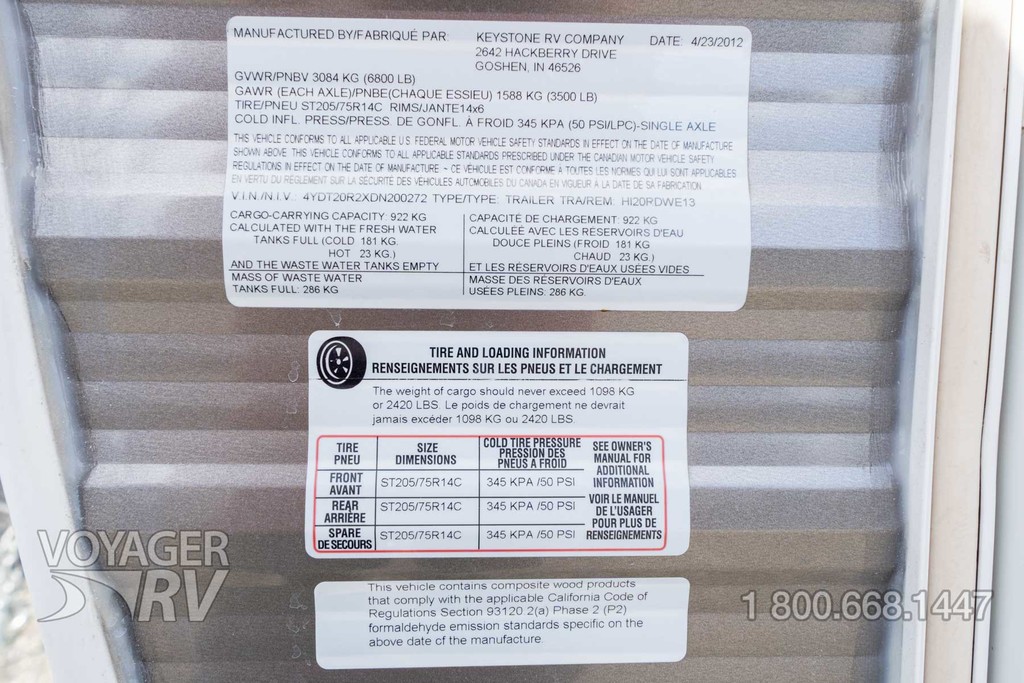 MANUFACTURED BY/FABRIQUÉ PAR: KEYSTONE RV COMPANY DATE: 4/23/2012
2642 HACKBERRY DRIVE
GOSHEN, IN 46526
GVWR/PNBV 3084 KG (6800 LB)
GAWR (EACH AXLE)/PNBE(CHAQUE ESSIEU) 1588 KG (3500 LB)
TIRE/PNEU ST205/75R14C RIMS/JANTE14x6
COLD INFL. PRESS/PRESS. DE GONFL. À FROID 345 KPA (50 PSI/LPC)-SINGLE AXLE
THIS VEHICLE CONFORMS TO ALL APPLICABLE U.S. FEDERAL MOTOR VEHICLE SAFETY STANDARDS IN EFFECT ON THE DATE OF MANUFACTURE
SHOWN ABOVE. THIS VEHICLE CONFORMS TO ALL APPLICABLE STANDARDS PRESCRIBED UNDER THE CANADIAN MOTOR VEHICLE SAFETY
REGULATIONS IN EFFECT ON THE DATE OF MANUFACTURE. - CE VÉHICULE EST CONFORME À TOUTES LES NORMES QUI LUI SONT APPLICABLES
EN VERTU DU RÈGLEMENT SUR LA SÉCURITÉ DES VÉHICULES AUTOMOBILES DU CANADA EN VIGUEUR À LA DATE DE SA FABRICATION.
V.I.N./N.I.V.: 4YDT20R2XDN200272 TYPE/TYPE: TRAILER TRA/REM: HI20RDWE13
CARGO-CARRYING CAPACITY: 922 KG
CALCULATED WITH THE FRESH WATER
TANKS FULL (COLD 181 KG.
HOT 23 KG.)
AND THE WASTE WATER TANKS EMPTY
MASS OF WASTE WATER
TANKS FULL: 286 KG
CAPACITÉ DE CHARGEMENT: 922 KG
CALCULÉE AVEC LES RÉSERVOIRS D'EAU
DOUCE PLEINS (FROID 181 KG
CHAUD 23 KG.)
ET LES RÉSERVOIRS D'EAUX USÉES VIDES
MASSE DES RÉSERVOIRS D'EAUX
USÉES PLEINS: 286 KG.
TIRE AND LOADING INFORMATION
RENSEIGNEMENTS SUR LES PNEUS ET LE CHARGEMENT
The weight of cargo should never exceed 1098 KG
or 2420 LBS. Le poids de chargement ne devrait
jamais excéder 1098 KG ou 2420 LBS.
TIRE
PNEU
SIZE
DIMENSIONS
COLD TIRE PRESSURE
PRESSION DES
PNEUS A FROID
FRONT
AVANT
ST205/75R14C
345 KPA /50 PSI
REAR
ARRIÈRE
ST205/75R14C
345 KPA /50 PSI
SPARE
DE SECOURS
ST205/75R14C
345 KPA /50 PSI
SEE OWNER'S
MANUAL FOR
ADDITIONAL
INFORMATION
VOIR LE MANUEL
DE L'USAGER
POUR PLUS DE
RENSEIGNEMENTS
This vehicle contains composite wood products
that comply with the applicable California Code of
Regulations Section 93120.2(a) Phase 2 (P2)
formaldehyde emission standards specific on the
above date of the manufacture.
VOYAGER
RV
1 800.668.1447